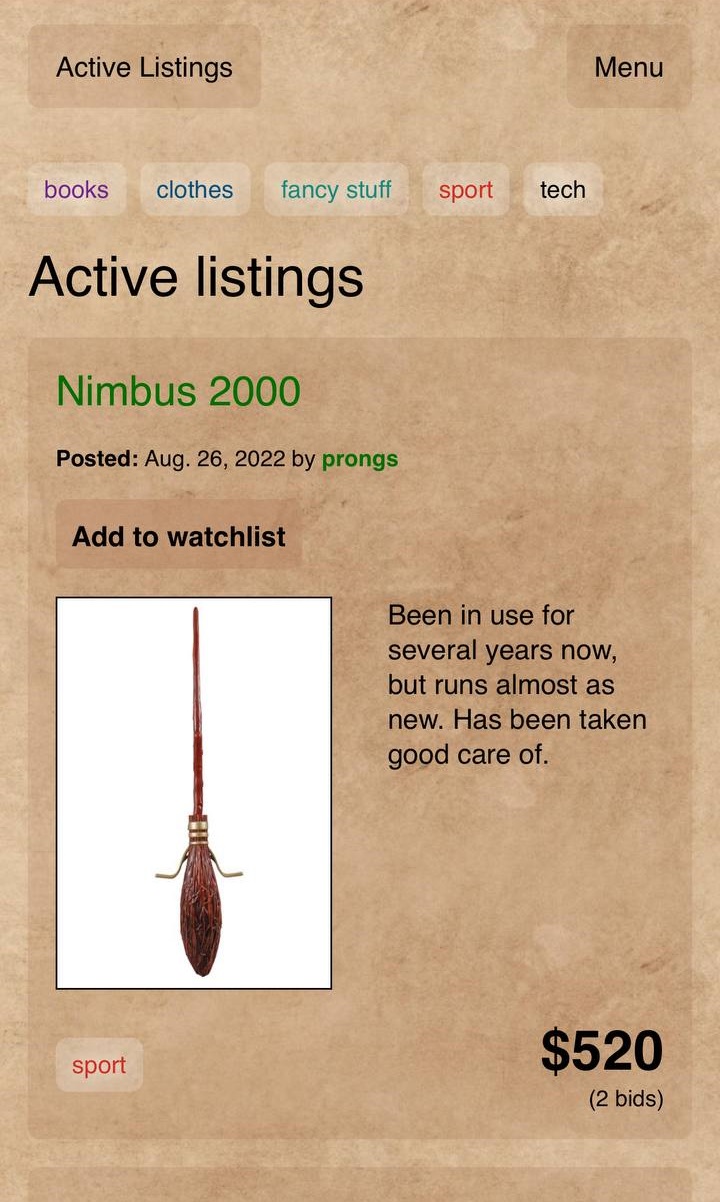 Active Listings
Menu
books
clothes
fancy stuff
sport
tech
Active listings
Nimbus 2000
Posted: Aug. 26, 2022 by prongs
Add to watchlist
Been in use for
several years now,
but runs almost as
new. Has been taken
good care of.
sport
$520
(2 bids)